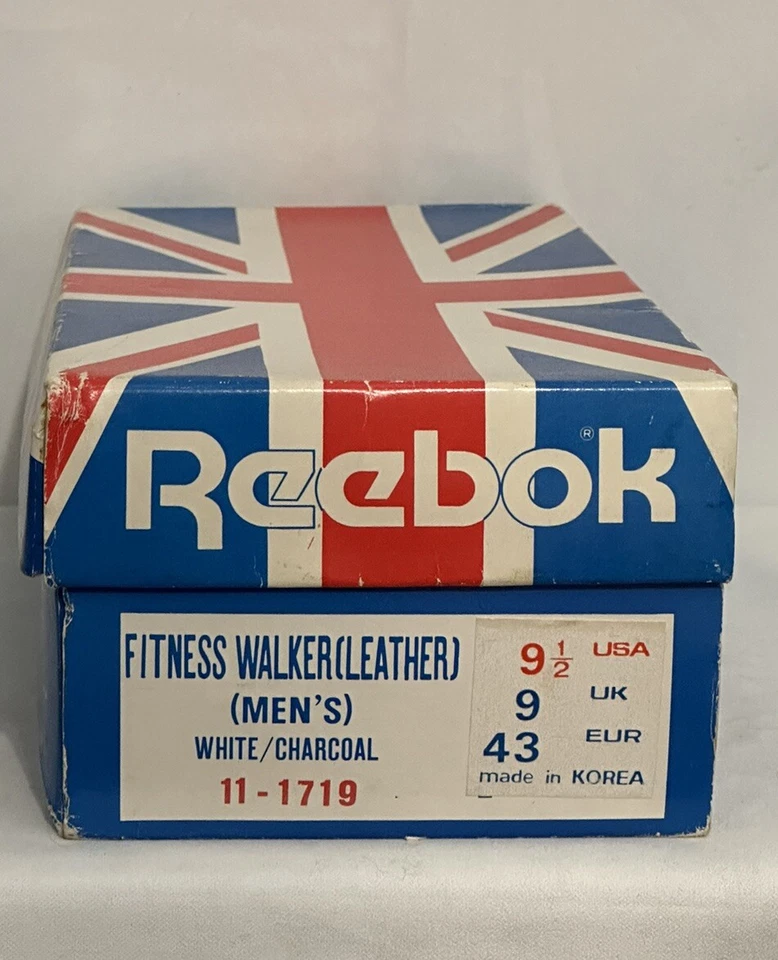 Reebok®
FITNESS WALKER(LEATHER)
(MEN'S)
WHITE/CHARCOAL
11-1719
9 1/2 USA
9 UK
43 EUR
made in KOREA